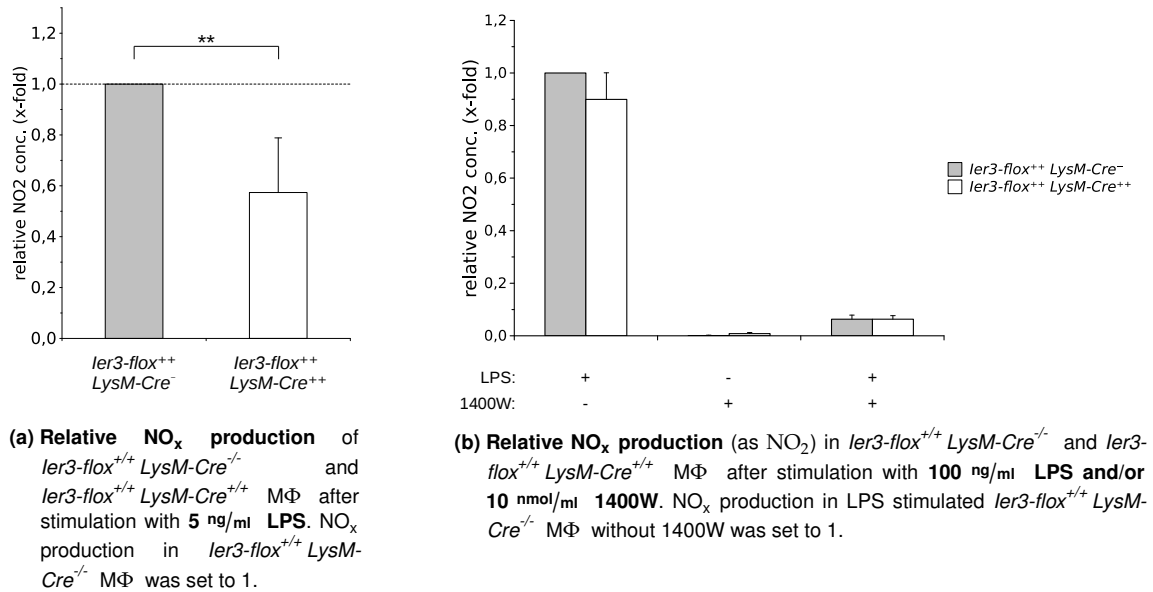 1,2
**
1,0
0,8
0,6
0,4
0,2
0,0
relative NO2 conc. (x-fold)
Ier3-flox⁺⁺
LysM-Cre⁻
Ier3-flox⁺⁺
LysM-Cre⁺⁺
(a) Relative NOₓ production of
Ier3-flox⁺/⁺ LysM-Cre⁻/⁻ and
Ier3-flox⁺/⁺ LysM-Cre⁺/⁺ MΦ after
stimulation with 5 ng/ml LPS. NOₓ
production in Ier3-flox⁺/⁺ LysM-
Cre⁻/⁻ MΦ was set to 1.
1,2
1,0
0,8
0,6
0,4
0,2
0,0
relative NO2 conc. (x-fold)
Ier3-flox⁺⁺ LysM-Cre⁻
Ier3-flox⁺⁺ LysM-Cre⁺⁺
LPS: + - +
1400W: - + +
(b) Relative NOₓ production (as NO₂) in Ier3-flox⁺/⁺ LysM-Cre⁻/⁻ and Ier3-
flox⁺/⁺ LysM-Cre⁺/⁺ MΦ after stimulation with 100 ng/ml LPS and/or
10 nmol/ml 1400W. NOₓ production in LPS stimulated Ier3-flox⁺/⁺ LysM-
Cre⁻/⁻ MΦ without 1400W was set to 1.